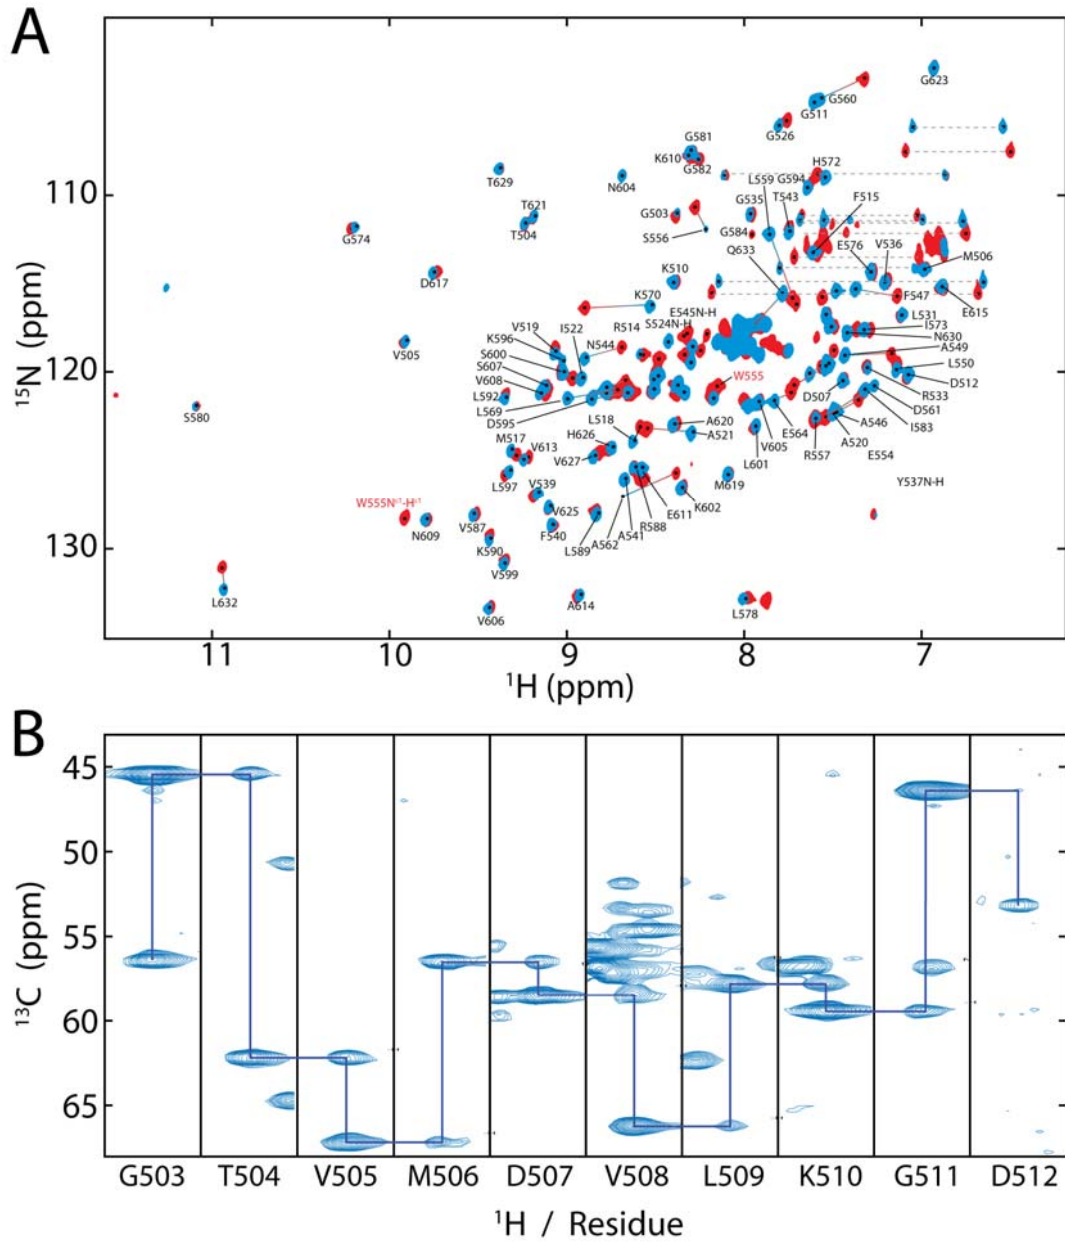 A
G623
G560
G511
G526
G581
K610
G582
H572
T629
N604
L559
G594
F515
T621
G503
G535
T543
T504
S556
G584
E576
V536
G574
Q633
M506
D617
K510
K570
F547
E615
V519
I522
R514
E545N-H
L531
K596
N544
S524N-H
I573
V505
S600
N630
S607
W555
A549
V608
L550
L592
D507
R533
D512
S580
L569
D561
D595
L518
A620
E564
A546
I583
M517
H626
A521
V605
A520
V613
V627
L601
R557
E554
L597
V539
M619
Y537N-H
W555Nε1-Hε1
V625
E611
K602
N609
V587
F540
R588
K590
L589
A562
A541
V599
L632
A614
L578
V606
110
120
130
15N (ppm)
11 10 9 8 7
1H (ppm)
B
45
50
55
60
65
13C (ppm)
G503 T504 V505 M506 D507 V508 L509 K510 G511 D512
1H / Residue